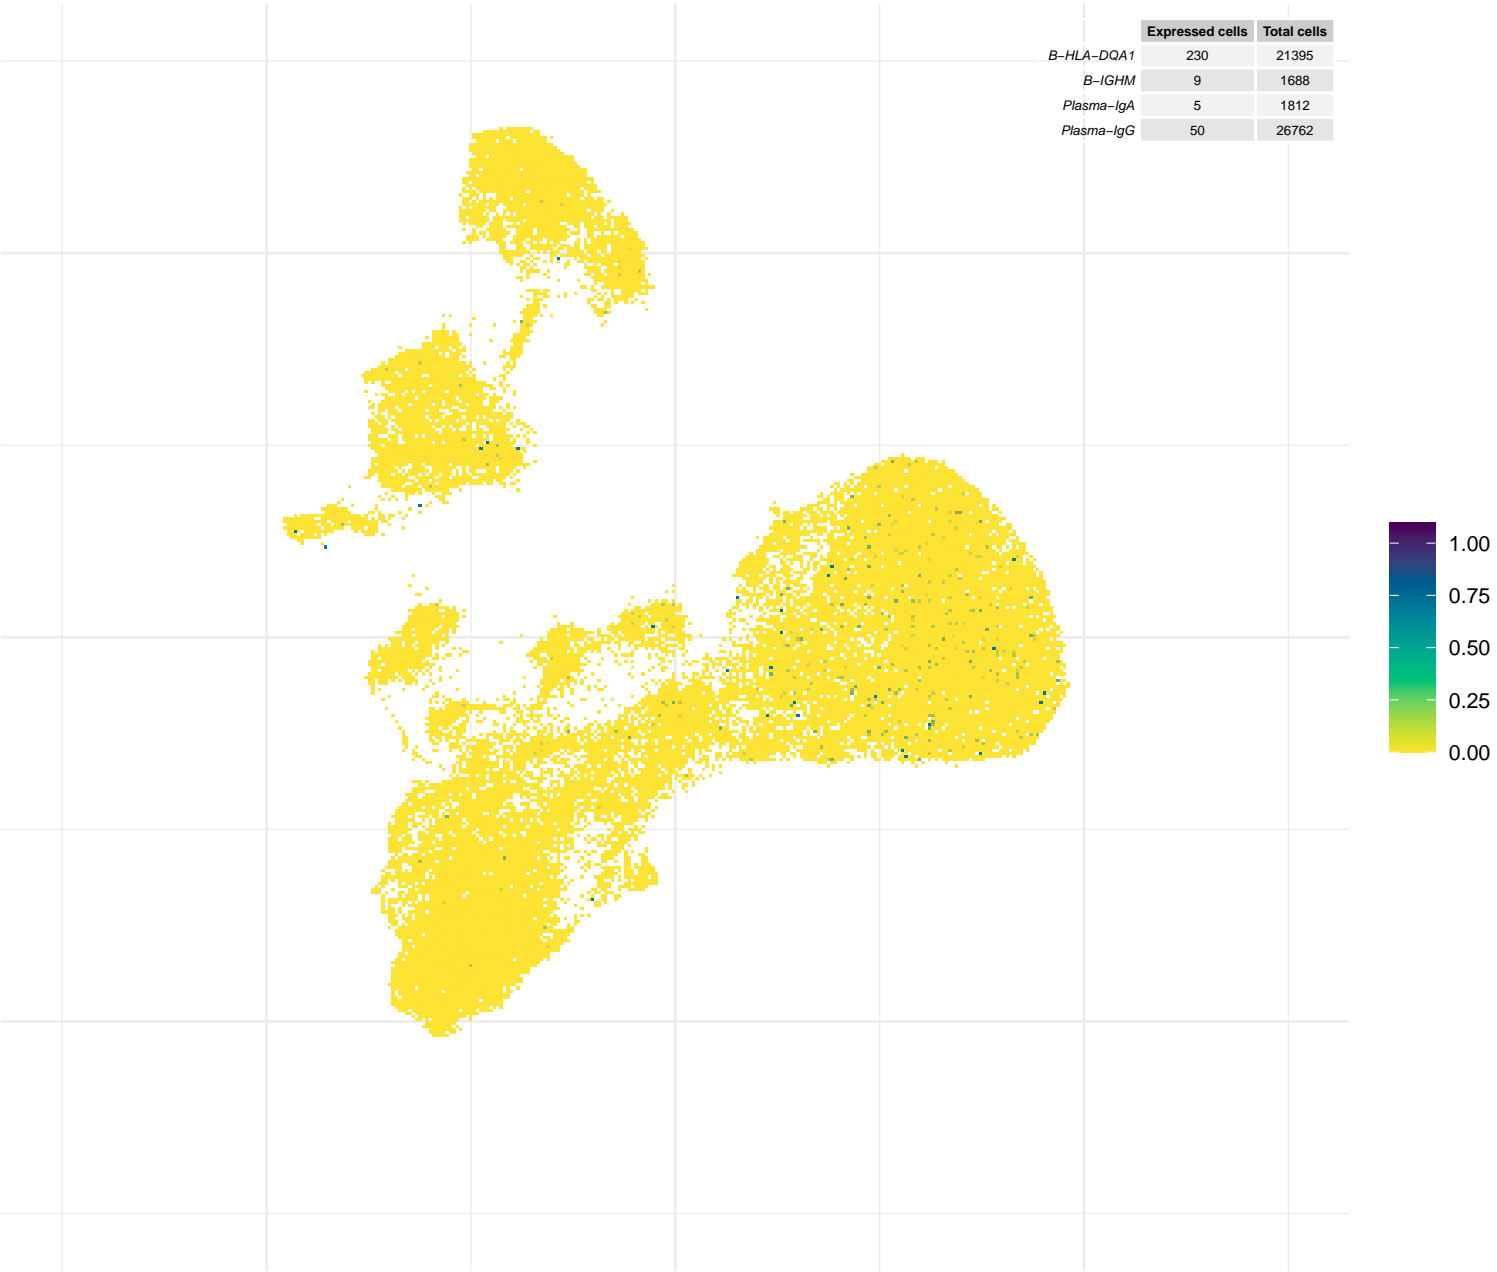 Expressed cells Total cells
B−HLA−DQA1 230 21395
B−IGHM 9 1688
Plasma−IgA 5 1812
Plasma−IgG 50 26762
1.00
0.75
0.50
0.25
0.00